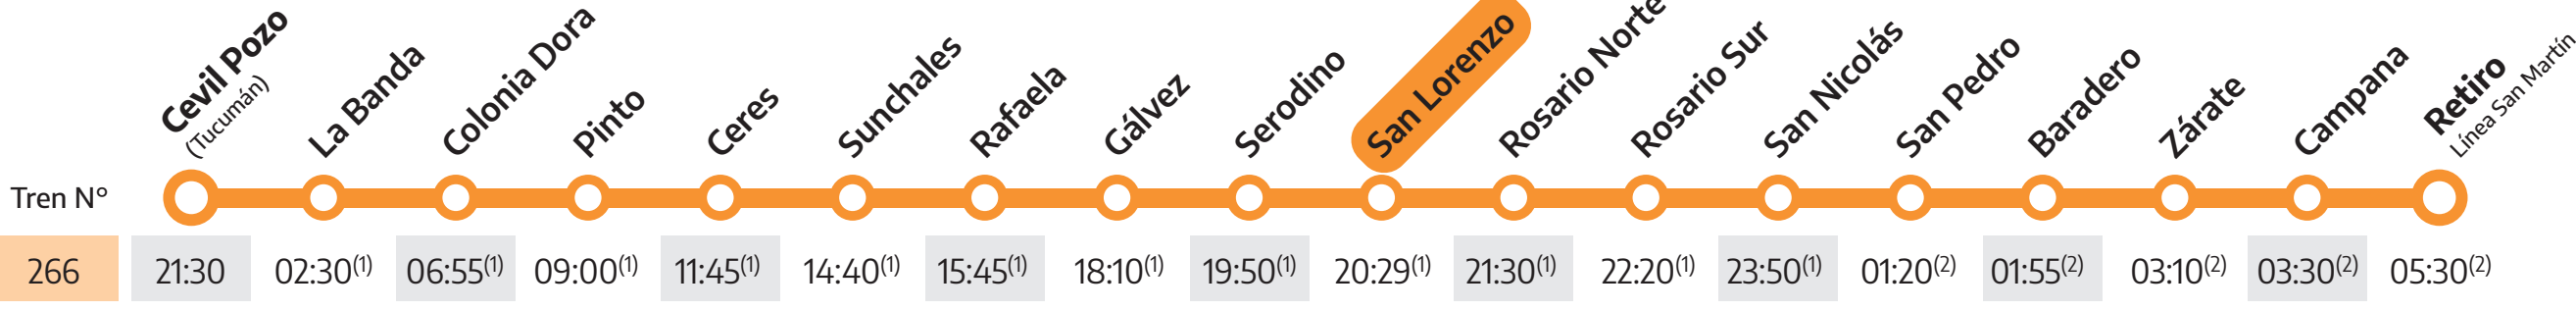 Cevil Pozo
(Tucumán)
La Banda
Colonia Dora
Pinto
Ceres
Sunchales
Rafaela
Gálvez
Serodino
San Lorenzo
Rosario Norte
Rosario Sur
San Nicolás
San Pedro
Baradero
Zárate
Campana
Retiro
Línea San Martín
Tren N°
266 21:30 02:30(1) 06:55(1) 09:00(1) 11:45(1) 14:40(1) 15:45(1) 18:10(1) 19:50(1) 20:29(1) 21:30(1) 22:20(1) 23:50(1) 01:20(2) 01:55(2) 03:10(2) 03:30(2) 05:30(2)